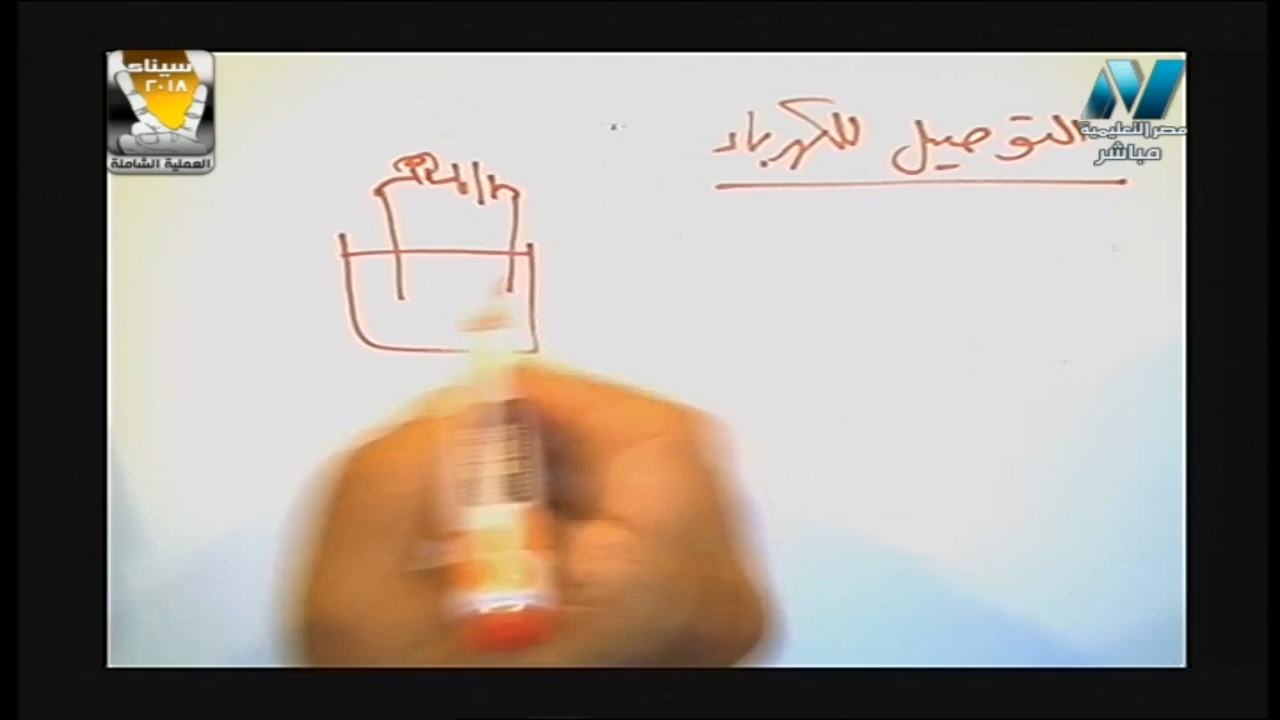 سيناء
٢٠١٨
العملية الشاملة
التوصيل للكهرباء
مصر التعليمية
مباشر